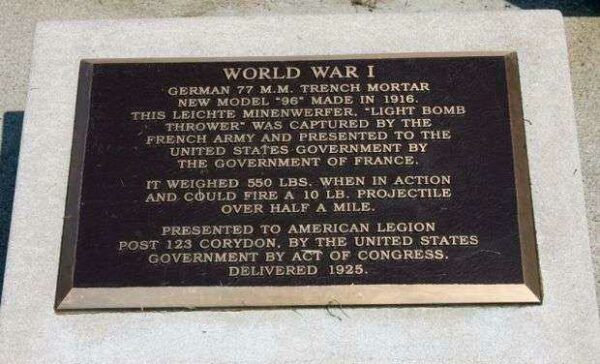 WORLD WAR I
GERMAN 77 M.M. TRENCH MORTAR
NEW MODEL "96" MADE IN 1916.
THIS LEICHTE MINENWERFER, "LIGHT BOMB
THROWER" WAS CAPTURED BY THE
FRENCH ARMY AND PRESENTED TO THE
UNITED STATES GOVERNMENT BY
THE GOVERNMENT OF FRANCE.
IT WEIGHED 550 LBS. WHEN IN ACTION
AND COULD FIRE A 10 LB. PROJECTILE
OVER HALF A MILE.
PRESENTED TO AMERICAN LEGION
POST 123 CORYDON, BY THE UNITED STATES
GOVERNMENT BY ACT OF CONGRESS.
DELIVERED 1925.